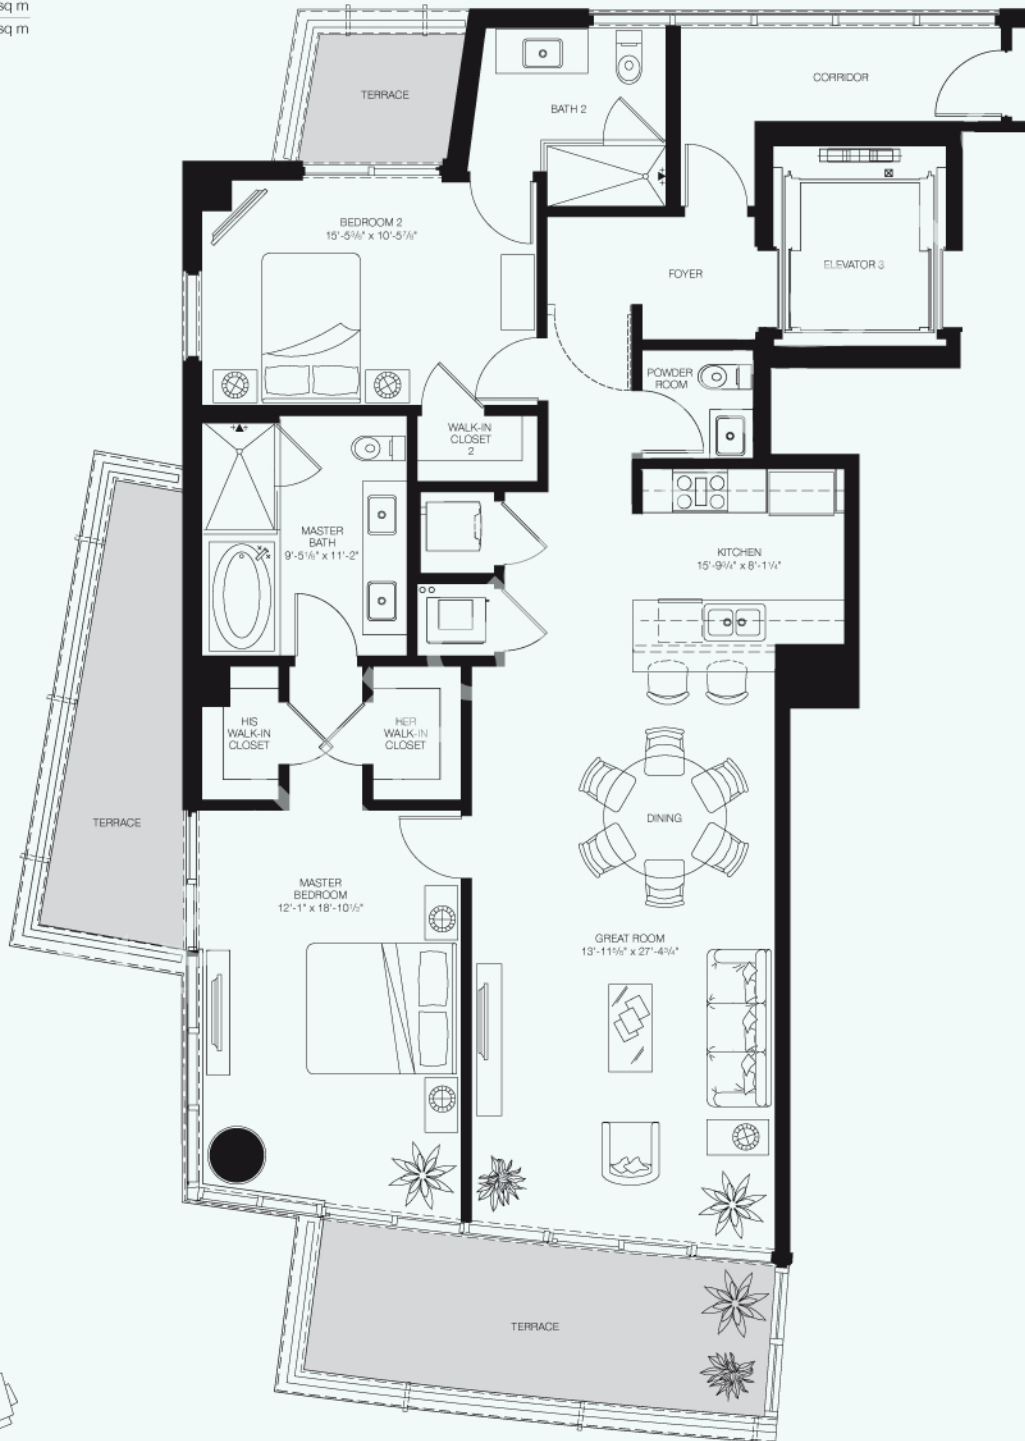 sq m
sq m
TERRACE
CORRIDOR
BATH 2
BEDROOM 2
15'-5⅜" x 10'-5⅞"
FOYER
ELEVATOR 3
POWDER
ROOM
WALK-IN
CLOSET
2
MASTER
BATH
9'-5⅛" x 11'-2"
KITCHEN
15'-9¾" x 8'-1¼"
HIS
WALK-IN
CLOSET
HER
WALK-IN
CLOSET
TERRACE
DINING
MASTER
BEDROOM
12'-1" x 18'-10½"
GREAT ROOM
13'-11⅝" x 27'-4¾"
TERRACE